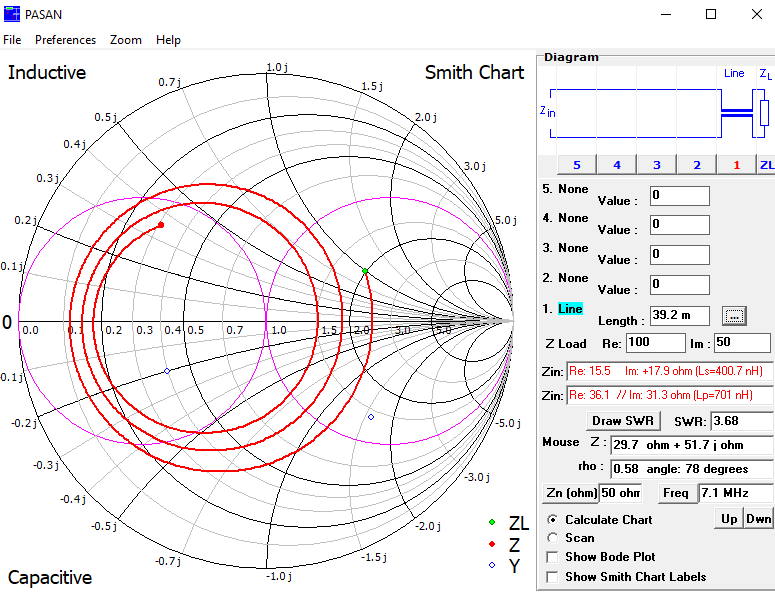 PASAN
File Preferences Zoom Help
Inductive
Smith Chart
1.0 j
0.7 j
1.5 j
0.5 j
2.0 j
0.4 j
3.0 j
0.3 j
0.2 j
5.0 j
0.1 j
0 0.0 0.1 0.2 0.3 0.4 0.5 0.7 1.0 1.5 2.0 3.0 5.0
-0.1 j
-0.2 j
-5.0 j
-0.3 j
-3.0 j
-0.4 j
-0.5 j
-2.0 j
-0.7 j
-1.5 j
-1.0 j
Capacitive
ZL
Z
Y
Diagram
Line ZL
Zin
5 4 3 2 1 ZL
5. None
Value : 0
4. None
Value : 0
3. None
Value : 0
2. None
Value : 0
1. Line
Length : 39.2 m ...
Z Load Re: 100 Im : 50
Zin: Re: 15.5 Im: +17.9 ohm (Ls=400.7 nH)
Zin: Re: 36.1 // Im: 31.3 ohm (Lp=701 nH)
Draw SWR SWR: 3.68
Mouse Z : 29.7 ohm + 51.7 j ohm
rho : 0.58 angle: 78 degrees
Zn (ohm) 50 ohm Freq 7.1 MHz
Calculate Chart Up Dwn
Scan
Show Bode Plot
Show Smith Chart Labels